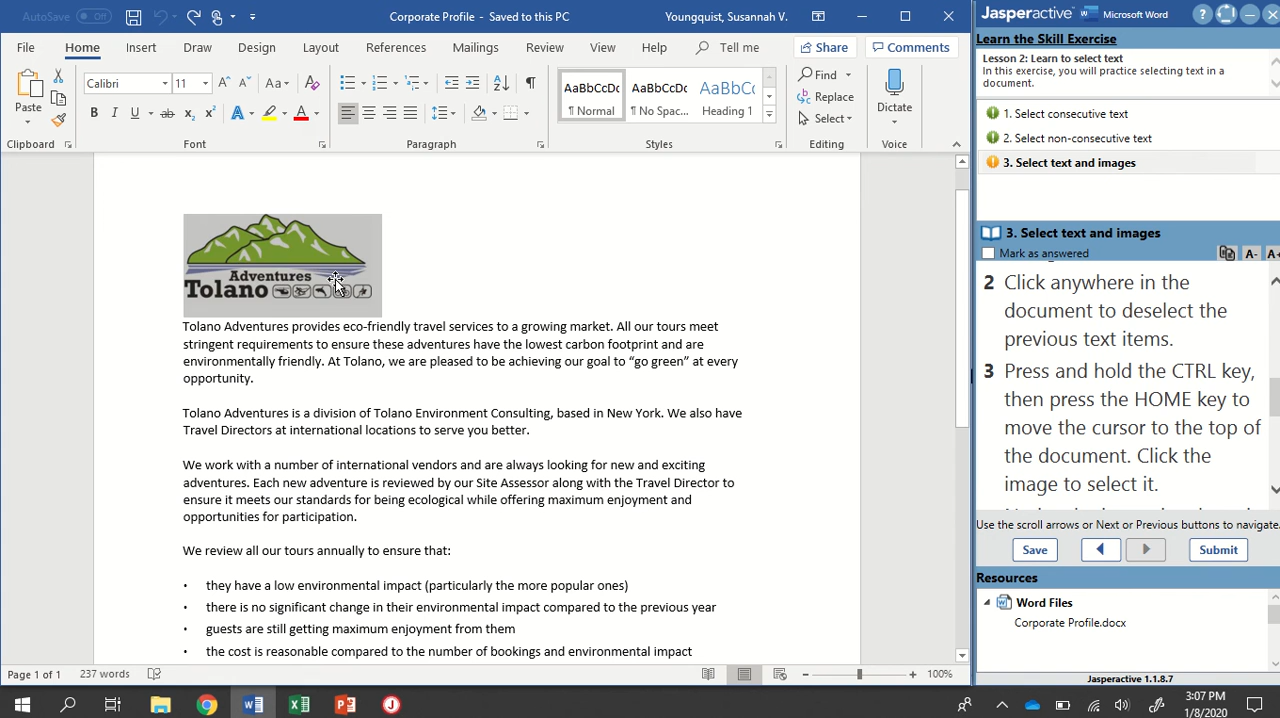 AutoSave Off
Corporate Profile - Saved to this PC
Youngquist, Susannah V.
File Home Insert Draw Design Layout References Mailings Review View Help Tell me Share Comments
Paste
Calibri 11
Aa
B I U ab x₂ x² A A
AaBbCcDc AaBbCcDc AaBbCc
¶ Normal ¶ No Spac... Heading 1
Find
Replace
Select
Dictate
Clipboard Font Paragraph Styles Editing Voice
Adventures
Tolano
Tolano Adventures provides eco-friendly travel services to a growing market. All our tours meet
stringent requirements to ensure these adventures have the lowest carbon footprint and are
environmentally friendly. At Tolano, we are pleased to be achieving our goal to “go green” at every
opportunity.
Tolano Adventures is a division of Tolano Environment Consulting, based in New York. We also have
Travel Directors at international locations to serve you better.
We work with a number of international vendors and are always looking for new and exciting
adventures. Each new adventure is reviewed by our Site Assessor along with the Travel Director to
ensure it meets our standards for being ecological while offering maximum enjoyment and
opportunities for participation.
We review all our tours annually to ensure that:
• they have a low environmental impact (particularly the more popular ones)
• there is no significant change in their environmental impact compared to the previous year
• guests are still getting maximum enjoyment from them
• the cost is reasonable compared to the number of bookings and environmental impact
Page 1 of 1 237 words 100%
Jasperactive Microsoft Word
Learn the Skill Exercise
Lesson 2: Learn to select text
In this exercise, you will practice selecting text in a
document.
1. Select consecutive text
2. Select non-consecutive text
3. Select text and images
3. Select text and images
Mark as answered A- A+
2 Click anywhere in the
document to deselect the
previous text items.
3 Press and hold the CTRL key,
then press the HOME key to
move the cursor to the top of
the document. Click the
image to select it.
Use the scroll arrows or Next or Previous buttons to navigate.
Save Submit
Resources
Word Files
Corporate Profile.docx
Jasperactive 1.1.8.7
3:07 PM
1/8/2020